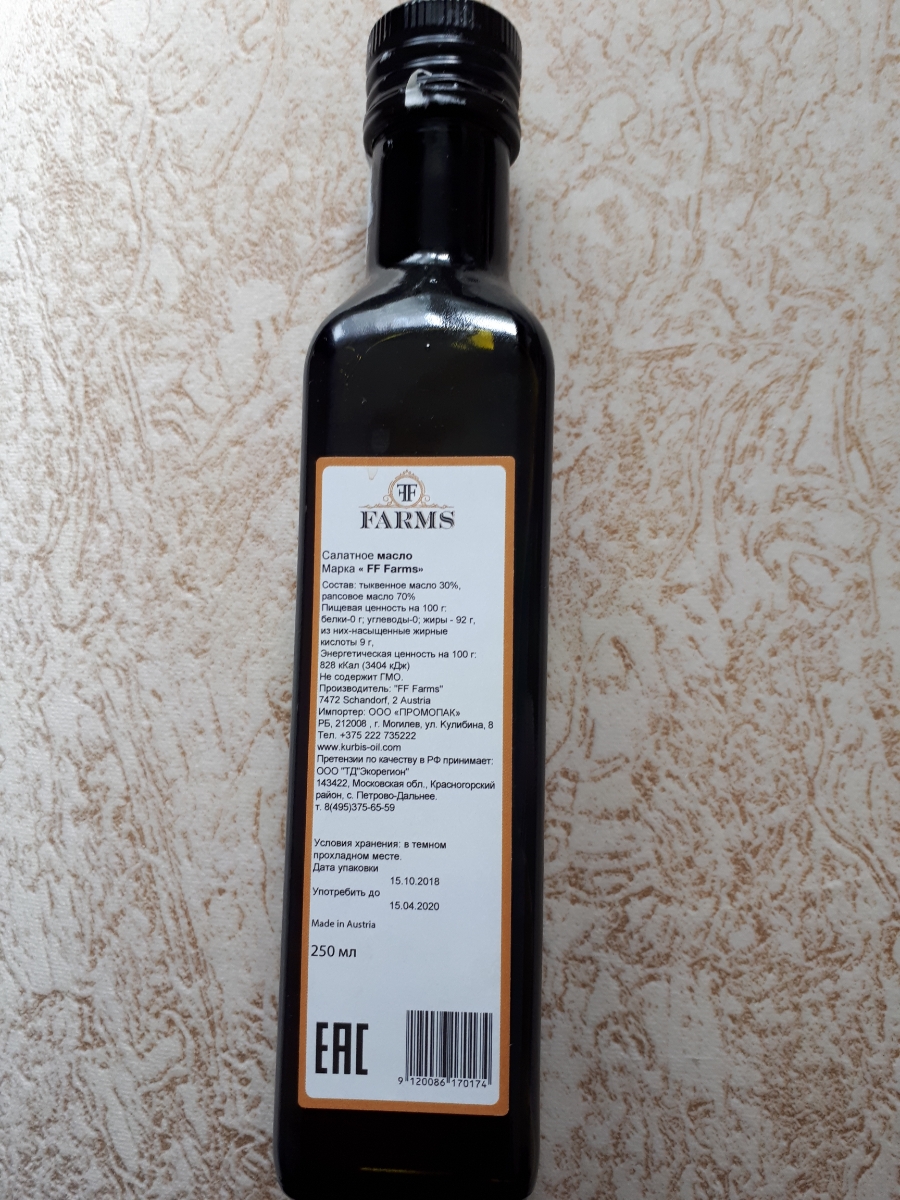 FF
FARMS
Салатное масло
Марка « FF Farms»
Состав: тыквенное масло 30%,
рапсовое масло 70%
Пищевая ценность на 100 г:
белки-0 г; углеводы-0; жиры - 92 г,
из них-насыщенные жирные
кислоты 9 г,
Энергетическая ценность на 100 г:
828 кКал (3404 кДж)
Не содержит ГМО.
Производитель: "FF Farms"
7472 Schandorf, 2 Austria
Импортер: ООО «ПРОМОПАК»
РБ, 212008 , г. Могилев, ул. Кулибина, 8
Тел. +375 222 735222
www.kurbis-oil.com
Претензии по качеству в РФ принимает:
ООО "ТД"Экорегион"
143422, Московская обл., Красногорский
район, с. Петрово-Дальнее.
т. 8(495)375-65-59
Условия хранения: в темном
прохладном месте.
Дата упаковки
15.10.2018
Употребить до
15.04.2020
Made in Austria
250 мл
EAC
9 120086 170174